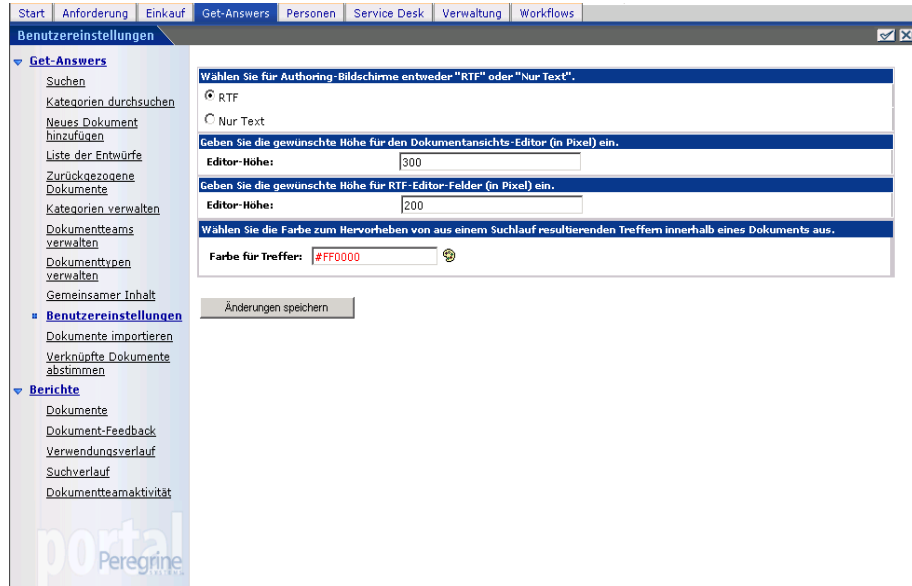 Start Anforderung Einkauf Get-Answers Personen Service Desk Verwaltung Workflows
Benutzereinstellungen
Get-Answers
Suchen
Kategorien durchsuchen
Neues Dokument
hinzufügen
Liste der Entwürfe
Zurückgezogene
Dokumente
Kategorien verwalten
Dokumentteams
verwalten
Dokumenttypen
verwalten
Gemeinsamer Inhalt
Benutzereinstellungen
Dokumente importieren
Verknüpfte Dokumente
abstimmen
Berichte
Dokumente
Dokument-Feedback
Verwendungsverlauf
Suchverlauf
Dokumentteamaktivität
portal
Peregrine
Wählen Sie für Authoring-Bildschirme entweder "RTF" oder "Nur Text".
RTF
Nur Text
Geben Sie die gewünschte Höhe für den Dokumentansichts-Editor (in Pixel) ein.
Editor-Höhe: 300
Geben Sie die gewünschte Höhe für RTF-Editor-Felder (in Pixel) ein.
Editor-Höhe: 200
Wählen Sie die Farbe zum Hervorheben von aus einem Suchlauf resultierenden Treffern innerhalb eines Dokuments aus.
Farbe für Treffer: #FF0000
Änderungen speichern